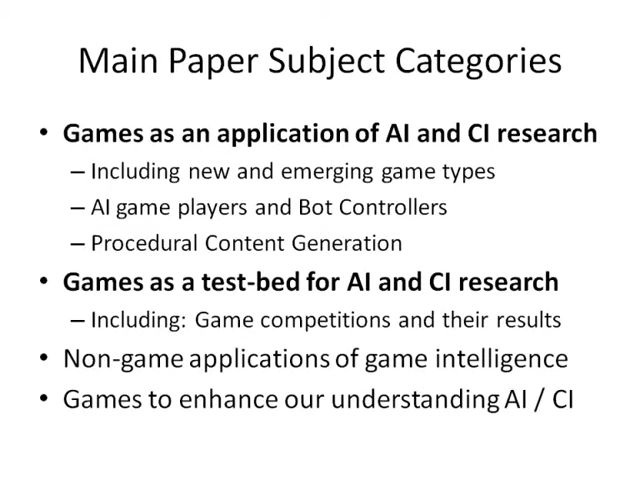 Main Paper Subject Categories
• Games as an application of AI and CI research
– Including new and emerging game types
– AI game players and Bot Controllers
– Procedural Content Generation
• Games as a test-bed for AI and CI research
– Including: Game competitions and their results
• Non-game applications of game intelligence
• Games to enhance our understanding AI / CI